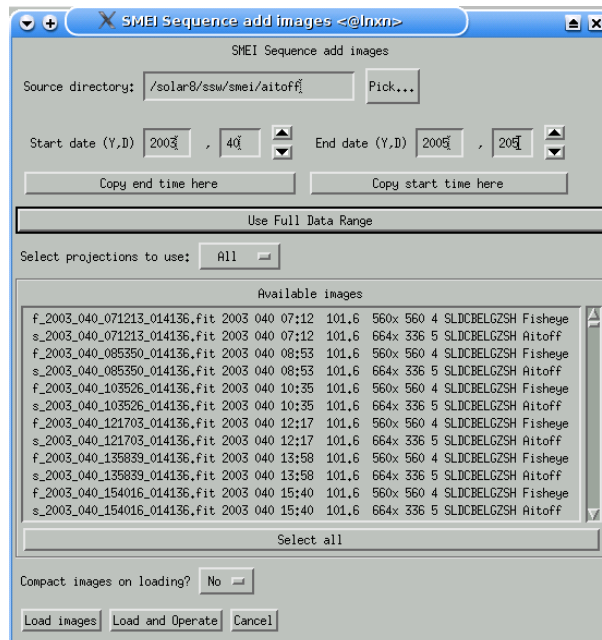 SMEI Sequence add images <@lnxn>
SMEI Sequence add images
Source directory: /solar8/ssw/smei/aitoff Pick...
Start date (Y,D) 2003 , 40 End date (Y,D) 2005 , 205
Copy end time here Copy start time here
Use Full Data Range
Select projections to use: All
Available images
f_2003_040_071213_014136.fit 2003 040 07:12 101.6 560x 560 4 SLDCBELGZSH Fisheye
s_2003_040_071213_014136.fit 2003 040 07:12 101.6 664x 336 5 SLDCBELGZSH Aitoff
f_2003_040_085350_014136.fit 2003 040 08:53 101.6 560x 560 4 SLDCBELGZSH Fisheye
s_2003_040_085350_014136.fit 2003 040 08:53 101.6 664x 336 5 SLDCBELGZSH Aitoff
f_2003_040_103526_014136.fit 2003 040 10:35 101.6 560x 560 4 SLDCBELGZSH Fisheye
s_2003_040_103526_014136.fit 2003 040 10:35 101.6 664x 336 5 SLDCBELGZSH Aitoff
f_2003_040_121703_014136.fit 2003 040 12:17 101.6 560x 560 4 SLDCBELGZSH Fisheye
s_2003_040_121703_014136.fit 2003 040 12:17 101.6 664x 336 5 SLDCBELGZSH Aitoff
f_2003_040_135839_014136.fit 2003 040 13:58 101.6 560x 560 4 SLDCBELGZSH Fisheye
s_2003_040_135839_014136.fit 2003 040 13:58 101.6 664x 336 5 SLDCBELGZSH Aitoff
f_2003_040_154016_014136.fit 2003 040 15:40 101.6 560x 560 4 SLDCBELGZSH Fisheye
s_2003_040_154016_014136.fit 2003 040 15:40 101.6 664x 336 5 SLDCBELGZSH Aitoff
Select all
Compact images on loading? No
Load images Load and Operate Cancel